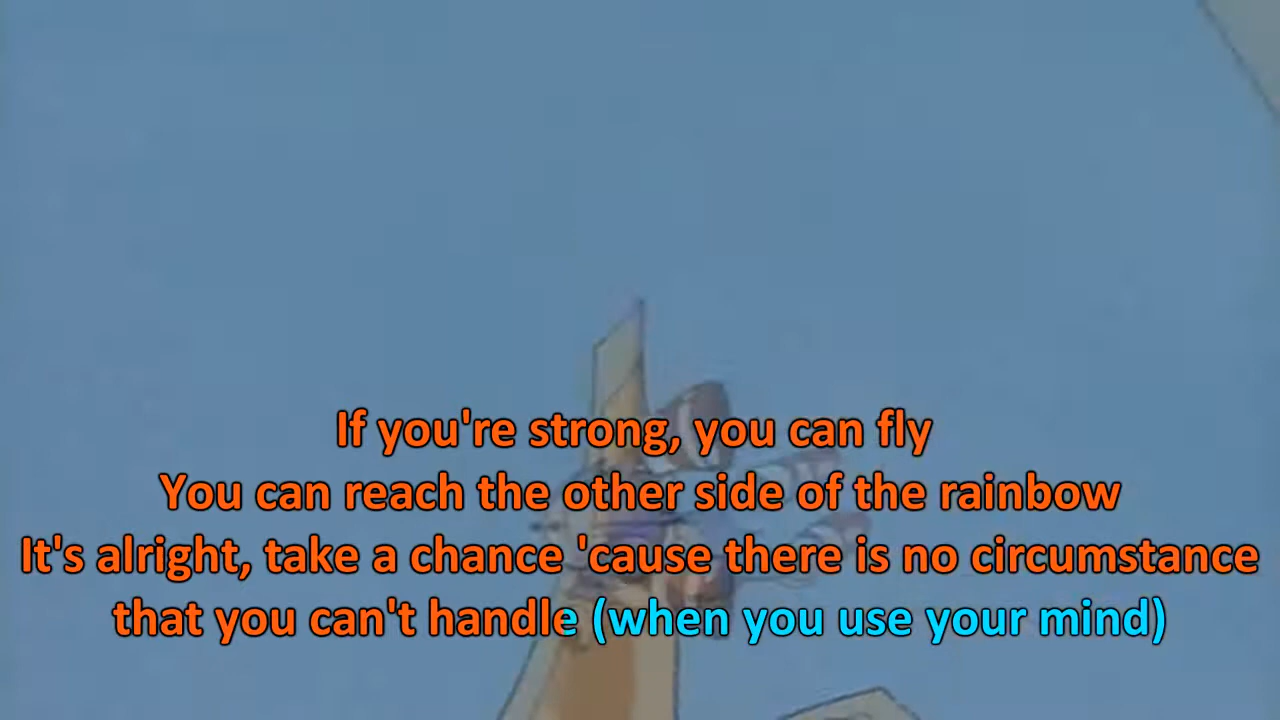 If you're strong, you can fly
You can reach the other side of the rainbow
It's alright, take a chance 'cause there is no circumstance
that you can't handle (when you use your mind)